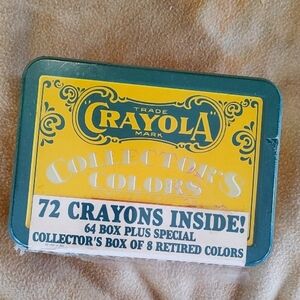 TRADE
CRAYOLA
MARK
COLLECTOR'S
COLORS
72 CRAYONS INSIDE!
64 BOX PLUS SPECIAL
COLLECTOR'S BOX OF 8 RETIRED COLORS